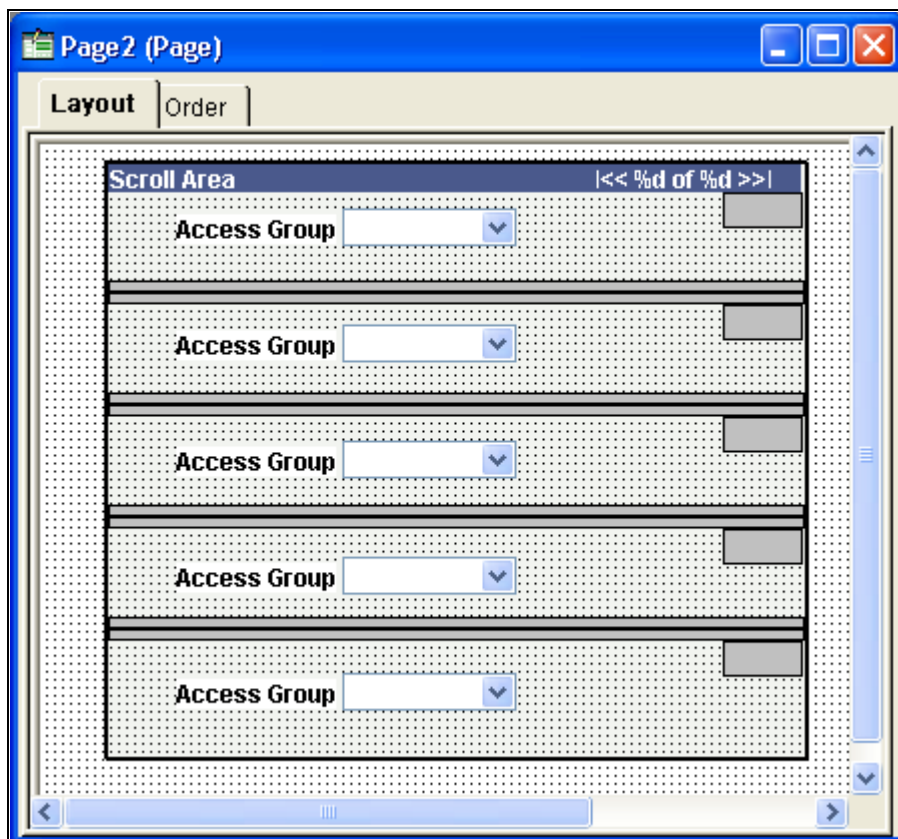 Page2 (Page)
Layout Order
Scroll Area |<< %d of %d >>|
Access Group
Access Group
Access Group
Access Group
Access Group